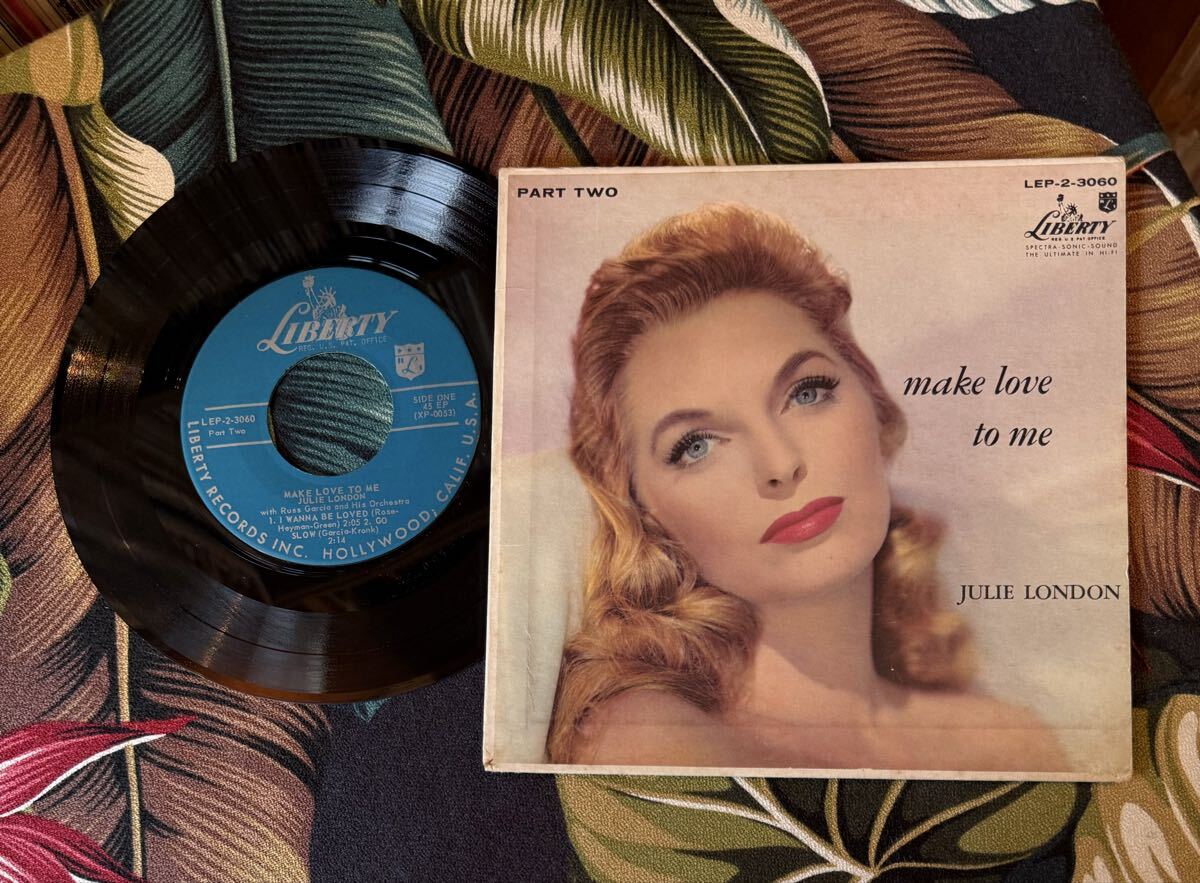 LIBERTY
REG. U.S. PAT. OFFICE
SIDE ONE
45 EP
(XP-0053)
LEP-2-3060
Part Two
MAKE LOVE TO ME
JULIE LONDON
with Russ Garcia and His Orchestra
1. I WANNA BE LOVED (Rose-
Heyman-Green) 2:05 2. GO
SLOW (Garcia-Kronk)
2:14
LIBERTY RECORDS INC. HOLLYWOOD, CALIF. U.S.A.
PART TWO
LEP-2-3060
LIBERTY
REG. U.S. PAT. OFFICE
SPECTRA-SONIC-SOUND
THE ULTIMATE IN HI-FI
make love
to me
JULIE LONDON